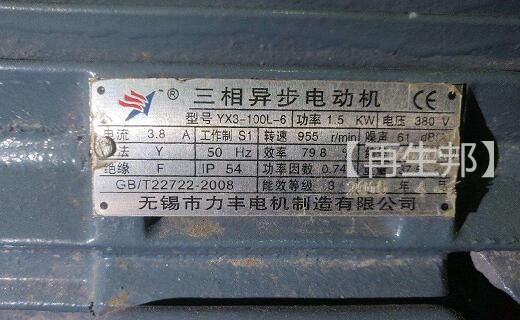 ® 三相异步电动机 CE
型号 YX3-100L-6 功率 1.5 KW 电压 380 V
电流 3.8 A 工作制 S1 转速 955 r/min 噪声 61 dB
法 Y 50 Hz 效率 79.8
绝缘 F IP 54 功率因数 0.74
GB/T22722-2008 能效等级 3
无锡市力丰电机制造有限公司
【再生邦】